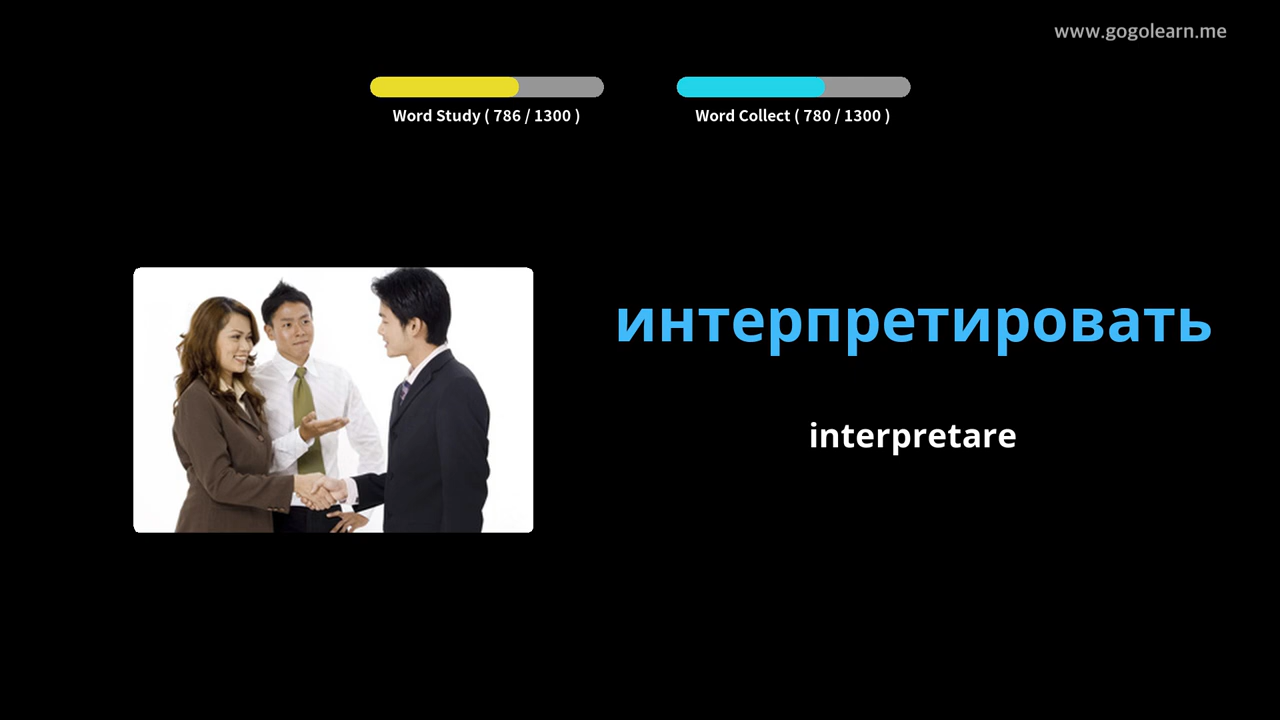 www.gogolearn.me
Word Study ( 786 / 1300 )
Word Collect ( 780 / 1300 )
интерпретировать
interpretare